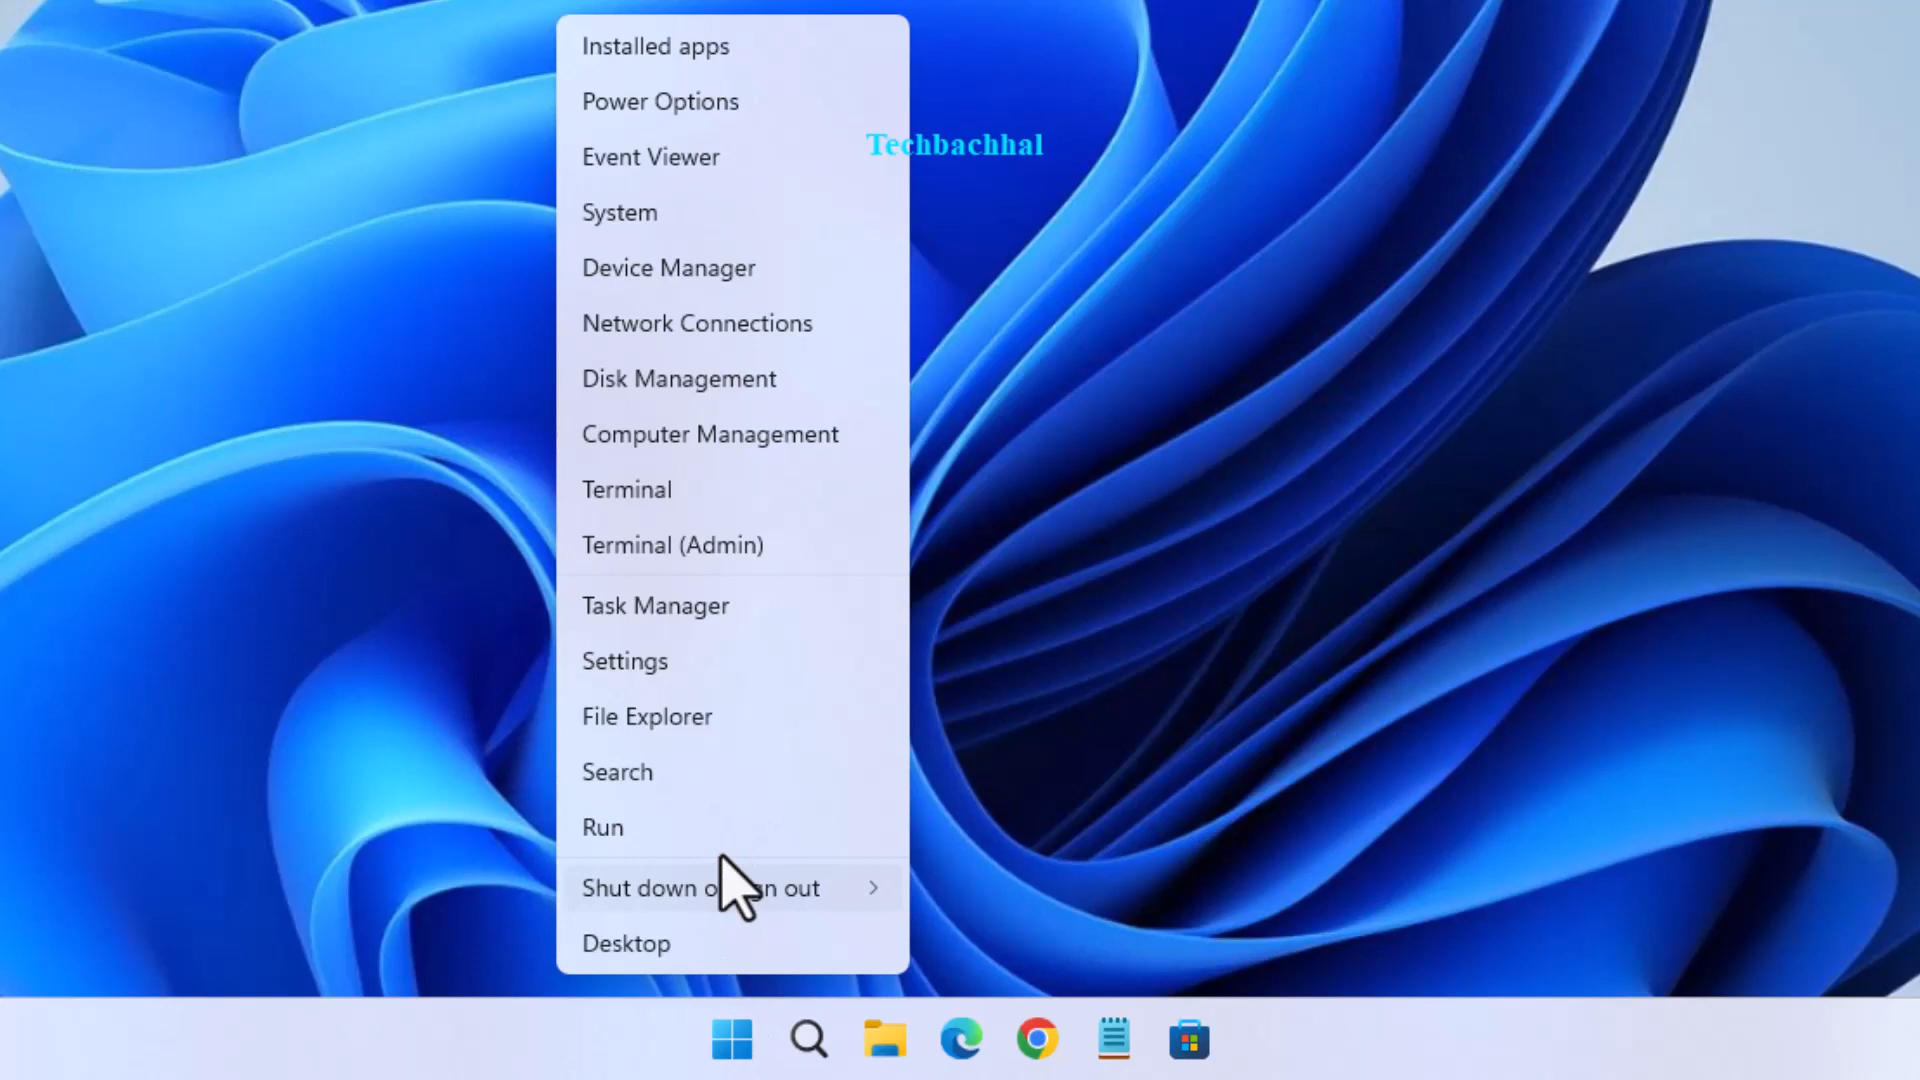 Installed apps
Power Options
Techbachhal
Event Viewer
System
Device Manager
Network Connections
Disk Management
Computer Management
Terminal
Terminal (Admin)
Task Manager
Settings
File Explorer
Search
Run
Shut down out
Desktop